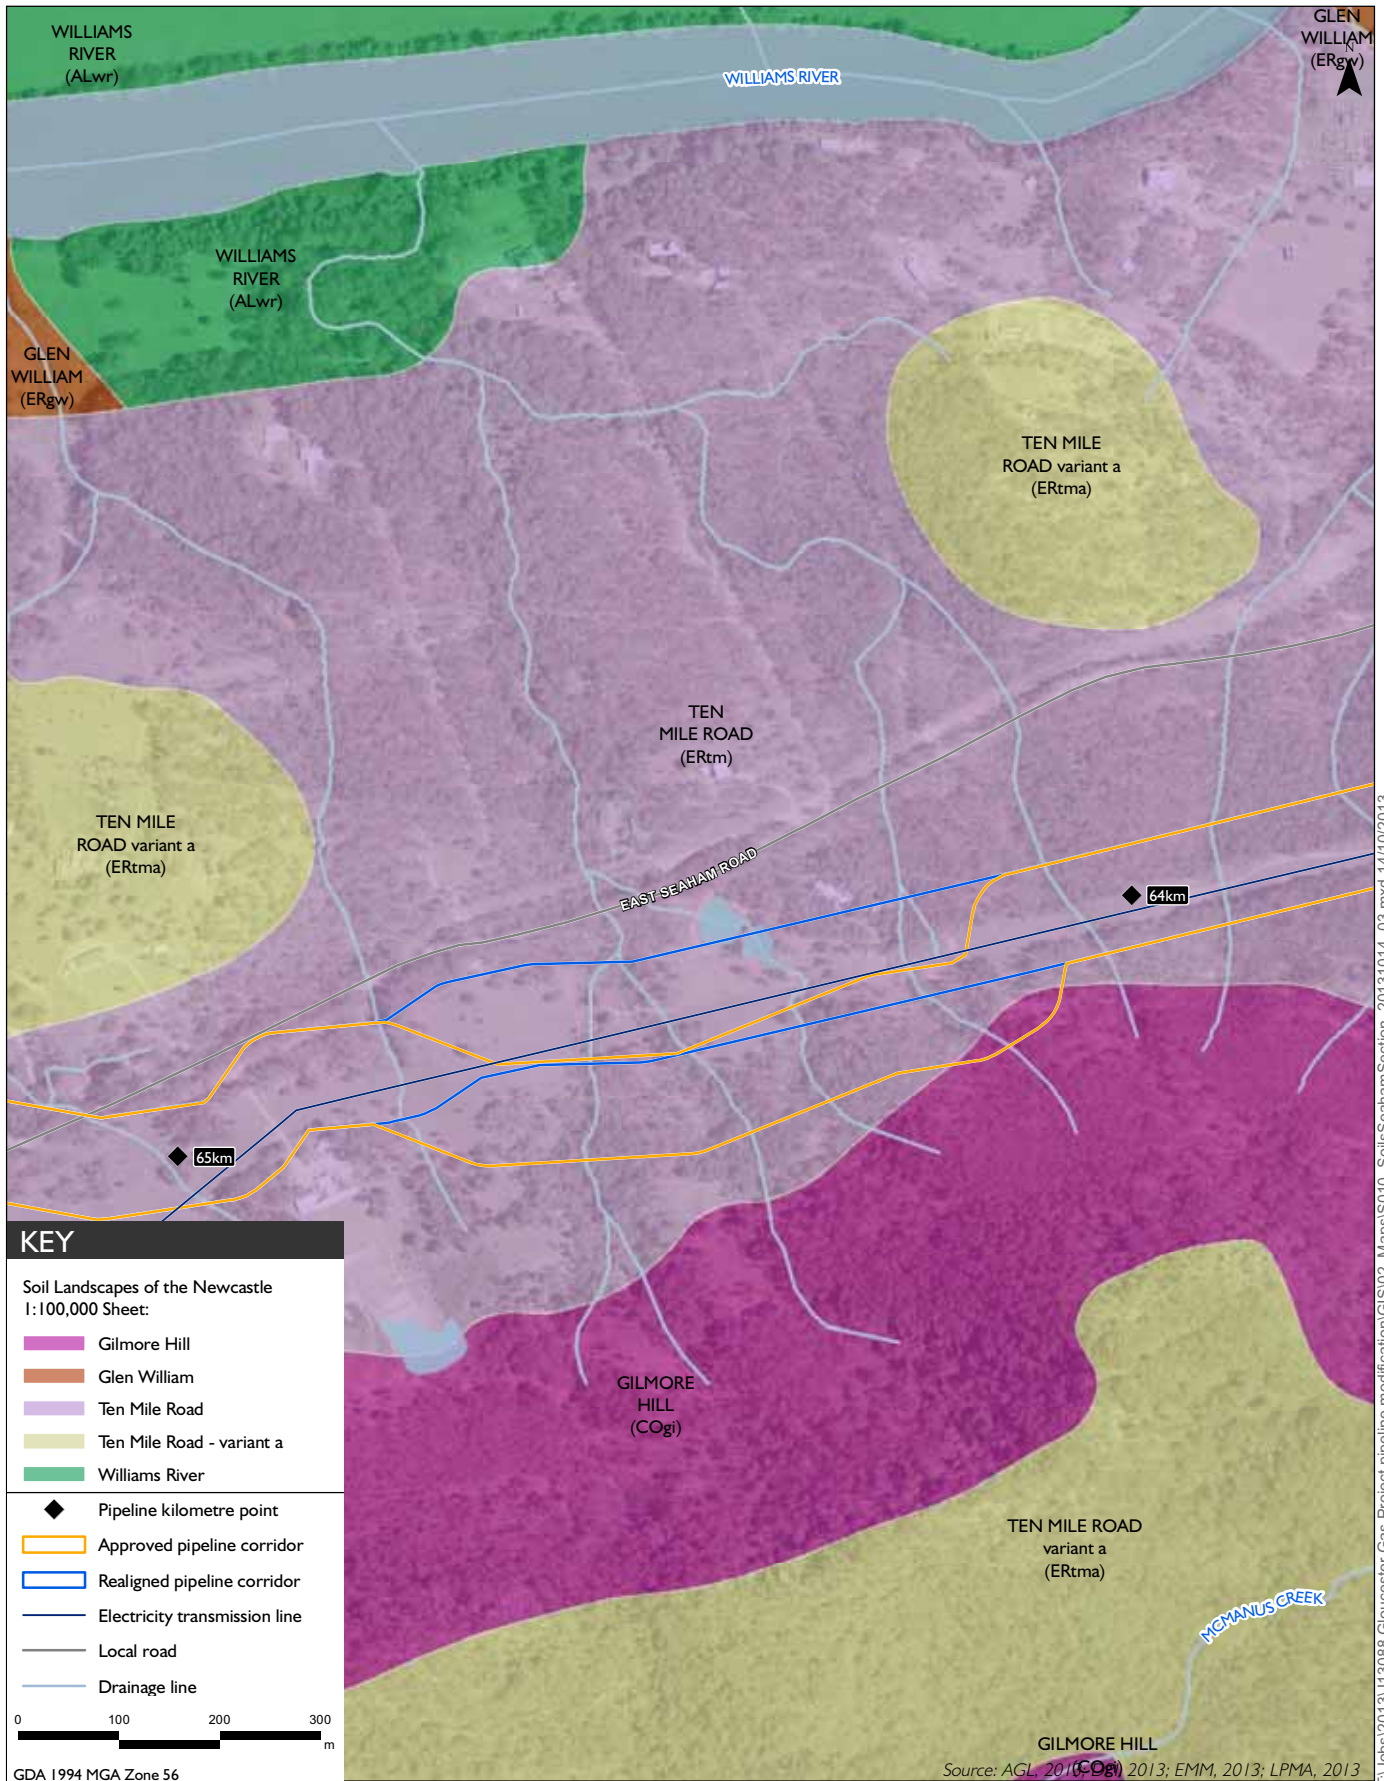 WILLIAMS
RIVER
(ALwr)
GLEN
WILLIAM
(ERgw)
N
WILLIAMS RIVER
WILLIAMS
RIVER
(ALwr)
GLEN
WILLIAM
(ERgw)
TEN MILE
ROAD variant a
(ERtma)
TEN
MILE ROAD
(ERtm)
TEN MILE
ROAD variant a
(ERtma)
EAST SEAHAM ROAD
64km
65km
GILMORE
HILL
(COgi)
TEN MILE ROAD
variant a
(ERtma)
MCMANUS CREEK
GILMORE HILL
(COgi)
KEY
Soil Landscapes of the Newcastle
1:100,000 Sheet:
Gilmore Hill
Glen William
Ten Mile Road
Ten Mile Road - variant a
Williams River
Pipeline kilometre point
Approved pipeline corridor
Realigned pipeline corridor
Electricity transmission line
Local road
Drainage line
0 100 200 300
m
GDA 1994 MGA Zone 56
Source: AGL, 2013; EMM, 2013; LPMA, 2013